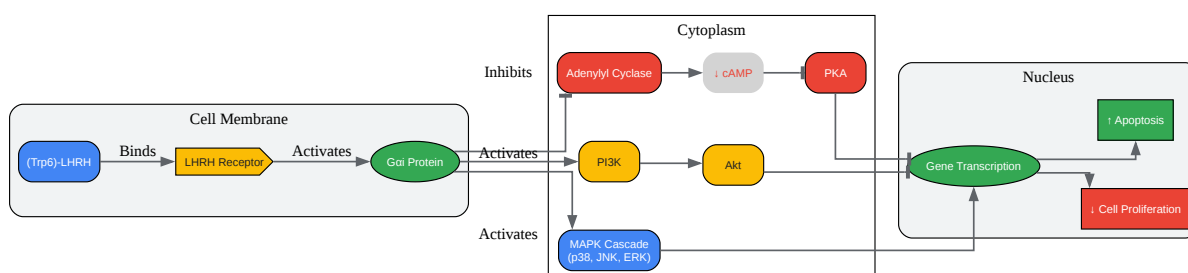 Cytoplasm
Inhibits
Adenylyl Cyclase
↓ cAMP
PKA
Nucleus
Cell Membrane
↑ Apoptosis
(Trp6)-LHRH
Binds
LHRH Receptor
Activates
Gαi Protein
Activates
PI3K
Akt
Gene Transcription
↓ Cell Proliferation
Activates
MAPK Cascade
(p38, JNK, ERK)